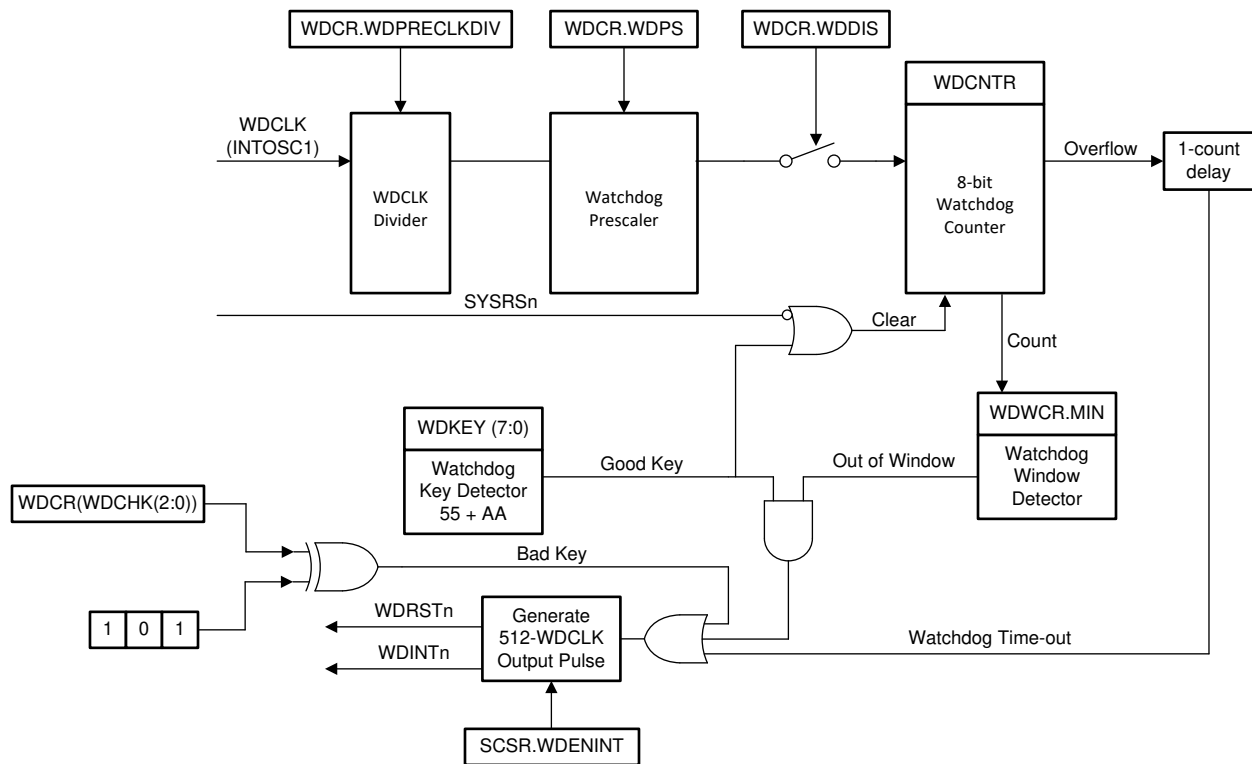 WDCR.WDPRECLKDIV
WDCR.WDPS
WDCR.WDDIS
WDCNTR
WDCLK
(INTOSC1)
WDCLK
Divider
Watchdog
Prescaler
8-bit
Watchdog
Counter
Overflow
1-count
delay
SYSRSn
Clear
Count
WDKEY (7:0)
Watchdog
Key Detector
55 + AA
Good Key
Out of Window
WDWCR.MIN
Watchdog
Window
Detector
WDCR(WDCHK(2:0))
Bad Key
1 0 1
WDRSTn
WDINTn
Generate
512-WDCLK
Output Pulse
Watchdog Time-out
SCSR.WDENINT